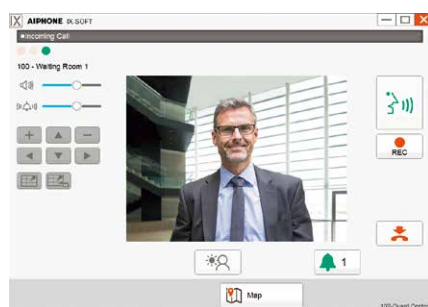 AIPHONE IX SOFT
Incoming Call
100 - Waiting Room 1
REC
1
Map